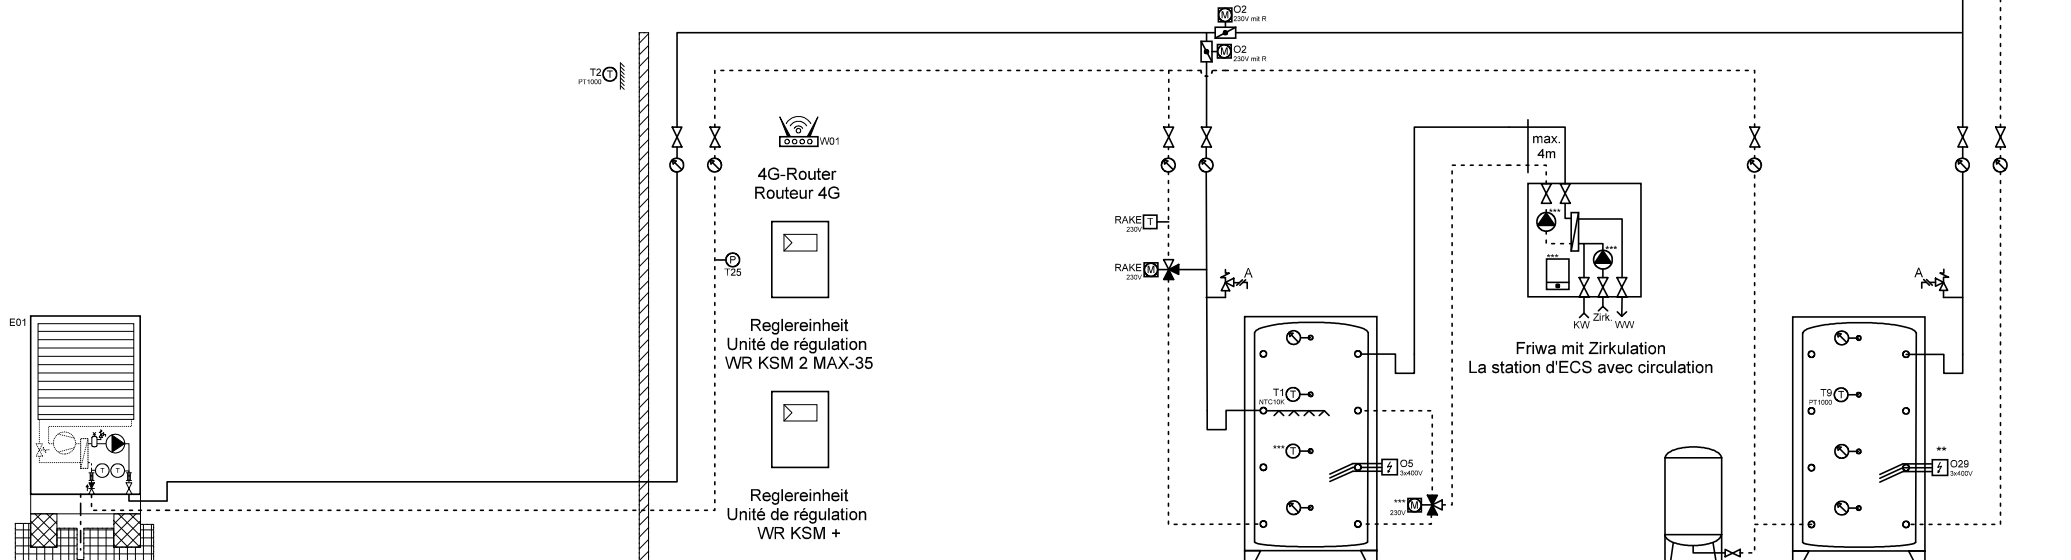 O2
230V mit R
M
O2
230V mit R
M
T2
PT1000
T
W01
4G-Router
Routeur 4G
max.
4m
RAKE
230V
T
RAKE
230V
M
P
T25
A
A
***
***
***
KW
Zirk.
WW
Friwa mit Zirkulation
La station d'ECS avec circulation
E01
Reglereinheit
Unité de régulation
WR KSM 2 MAX-35
T1
NTC10K
T
T9
PT1000
T
***
T
O5
3x400V
**
O29
3x400V
T
T
***
230V
M
Reglereinheit
Unité de régulation
WR KSM +